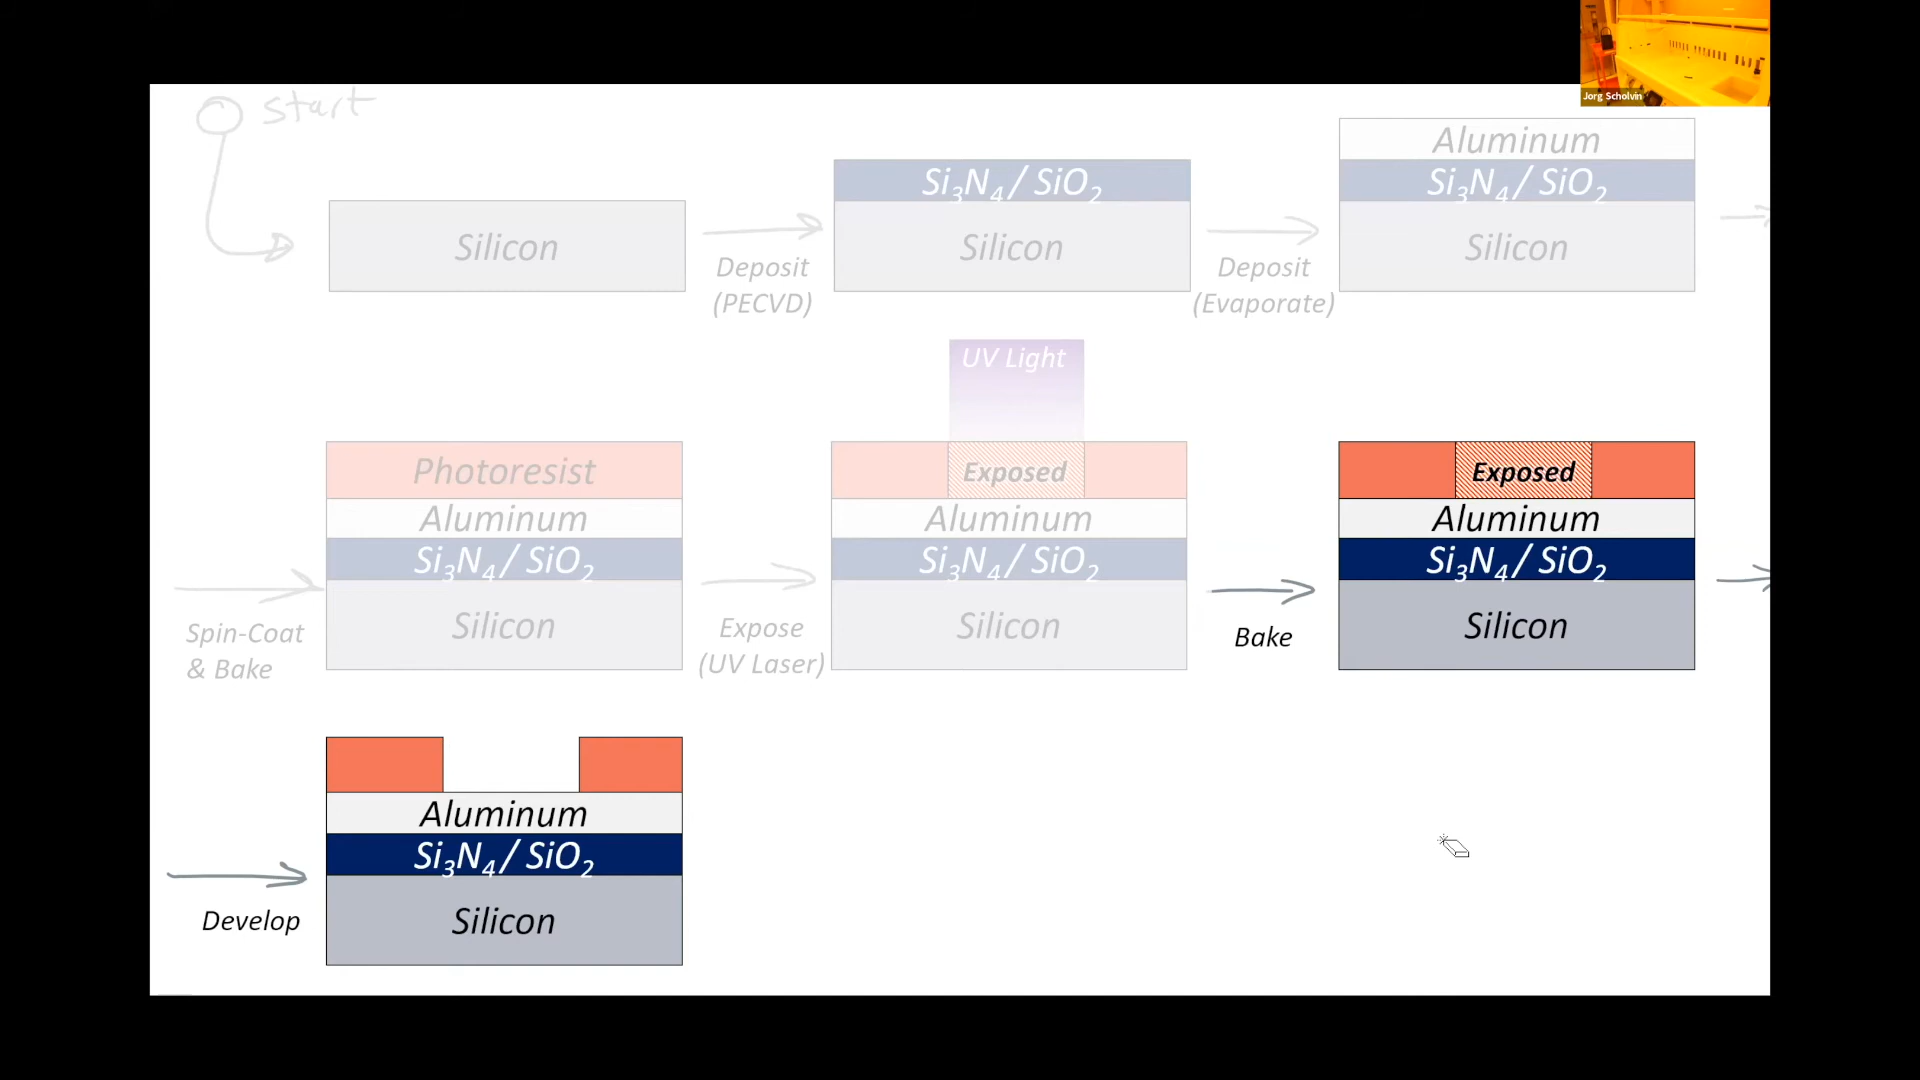 Jorg Scholvin
start
Silicon
Deposit
(PECVD)
Si₃N₄ / SiO₂
Silicon
Deposit
(Evaporate)
Aluminum
Si₃N₄ / SiO₂
Silicon
Spin-Coat
& Bake
Photoresist
Aluminum
Si₃N₄ / SiO₂
Silicon
Expose
(UV Laser)
UV Light
Exposed
Aluminum
Si₃N₄ / SiO₂
Silicon
Bake
Exposed
Aluminum
Si₃N₄ / SiO₂
Silicon
Develop
Aluminum
Si₃N₄ / SiO₂
Silicon